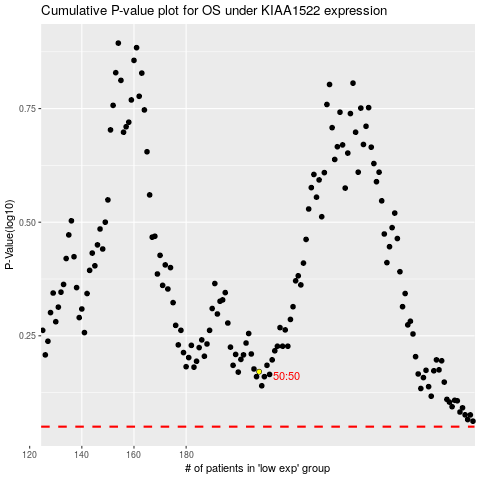 Cumulative P-value plot for OS under KIAA1522 expression
P-Value(log10)
0.75
0.50
0.25
50:50
120 140 160 180
# of patients in 'low exp' group